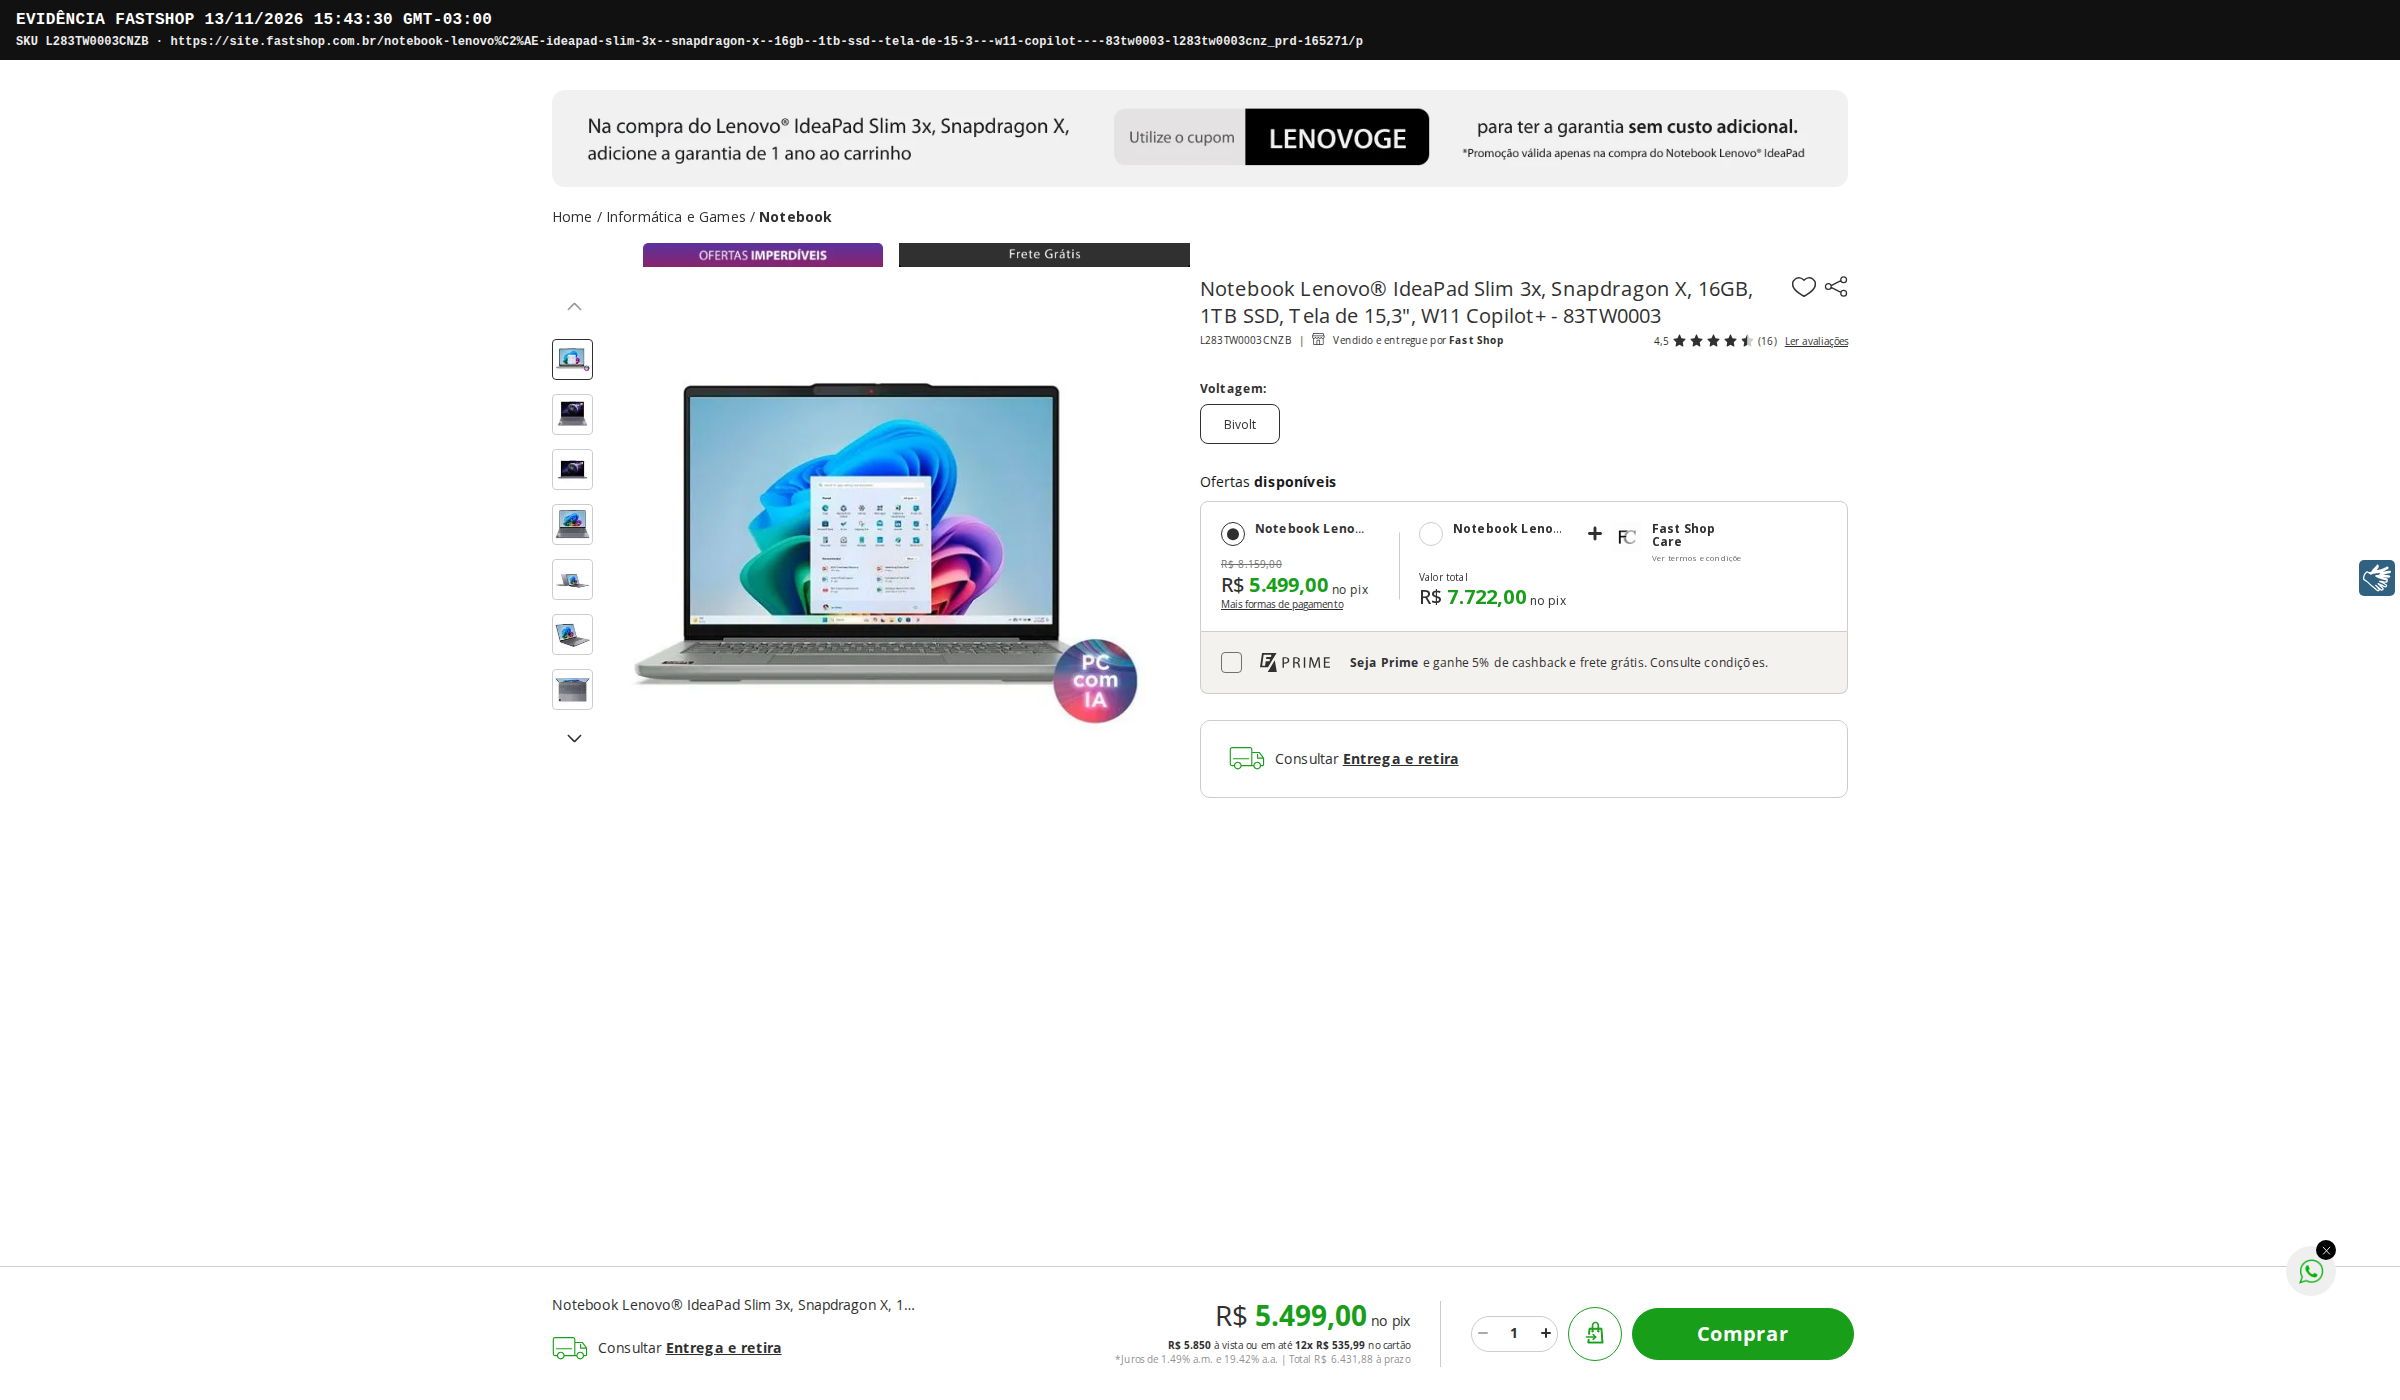 EVIDÊNCIA FASTSHOP 13/11/2026 15:43:30 GMT-03:00
SKU L283TW0003CNZB · https://site.fastshop.com.br/notebook-lenovo%C2%AE-ideapad-slim-3x--snapdragon-x--16gb--1tb-ssd--tela-de-15-3---w11-copilot----83tw0003-l283tw0003cnz_prd-165271/p
Na compra do Lenovo® IdeaPad Slim 3x, Snapdragon X,
adicione a garantia de 1 ano ao carrinho
Utilize o cupom LENOVOGE
para ter a garantia sem custo adicional.
*Promoção válida apenas na compra do Notebook Lenovo® IdeaPad
Home / Informática e Games / Notebook
OFERTAS IMPERDÍVEIS
Frete Grátis
PC
com
IA
Notebook Lenovo® IdeaPad Slim 3x, Snapdragon X, 16GB,
1TB SSD, Tela de 15,3", W11 Copilot+ - 83TW0003
L283TW0003CNZB | Vendido e entregue por Fast Shop
4,5 (16) Ler avaliações
Voltagem:
Bivolt
Ofertas disponíveis
Notebook Leno...
R$ 8.159,00
R$ 5.499,00 no pix
Mais formas de pagamento
Notebook Leno...
+
FC
Fast Shop
Care
Ver termos e condiçõe
Valor total
R$ 7.722,00 no pix
PRIME Seja Prime e ganhe 5% de cashback e frete grátis. Consulte condições.
Consultar Entrega e retira
Notebook Lenovo® IdeaPad Slim 3x, Snapdragon X, 1...
Consultar Entrega e retira
R$ 5.499,00 no pix
R$ 5.850 à vista ou em até 12x R$ 535,99 no cartão
*Juros de 1.49% a.m. e 19.42% a.a. | Total R$ 6.431,88 à prazo
− 1 +
Comprar